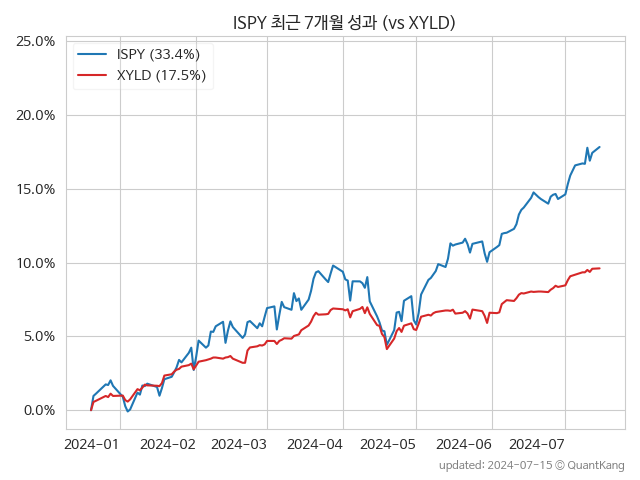 ISPY 최근 7개월 성과 (vs XYLD)
25.0%
ISPY (33.4%)
XYLD (17.5%)
20.0%
15.0%
10.0%
5.0%
0.0%
2024-01 2024-02 2024-03 2024-04 2024-05 2024-06 2024-07
updated: 2024-07-15 © QuantKang